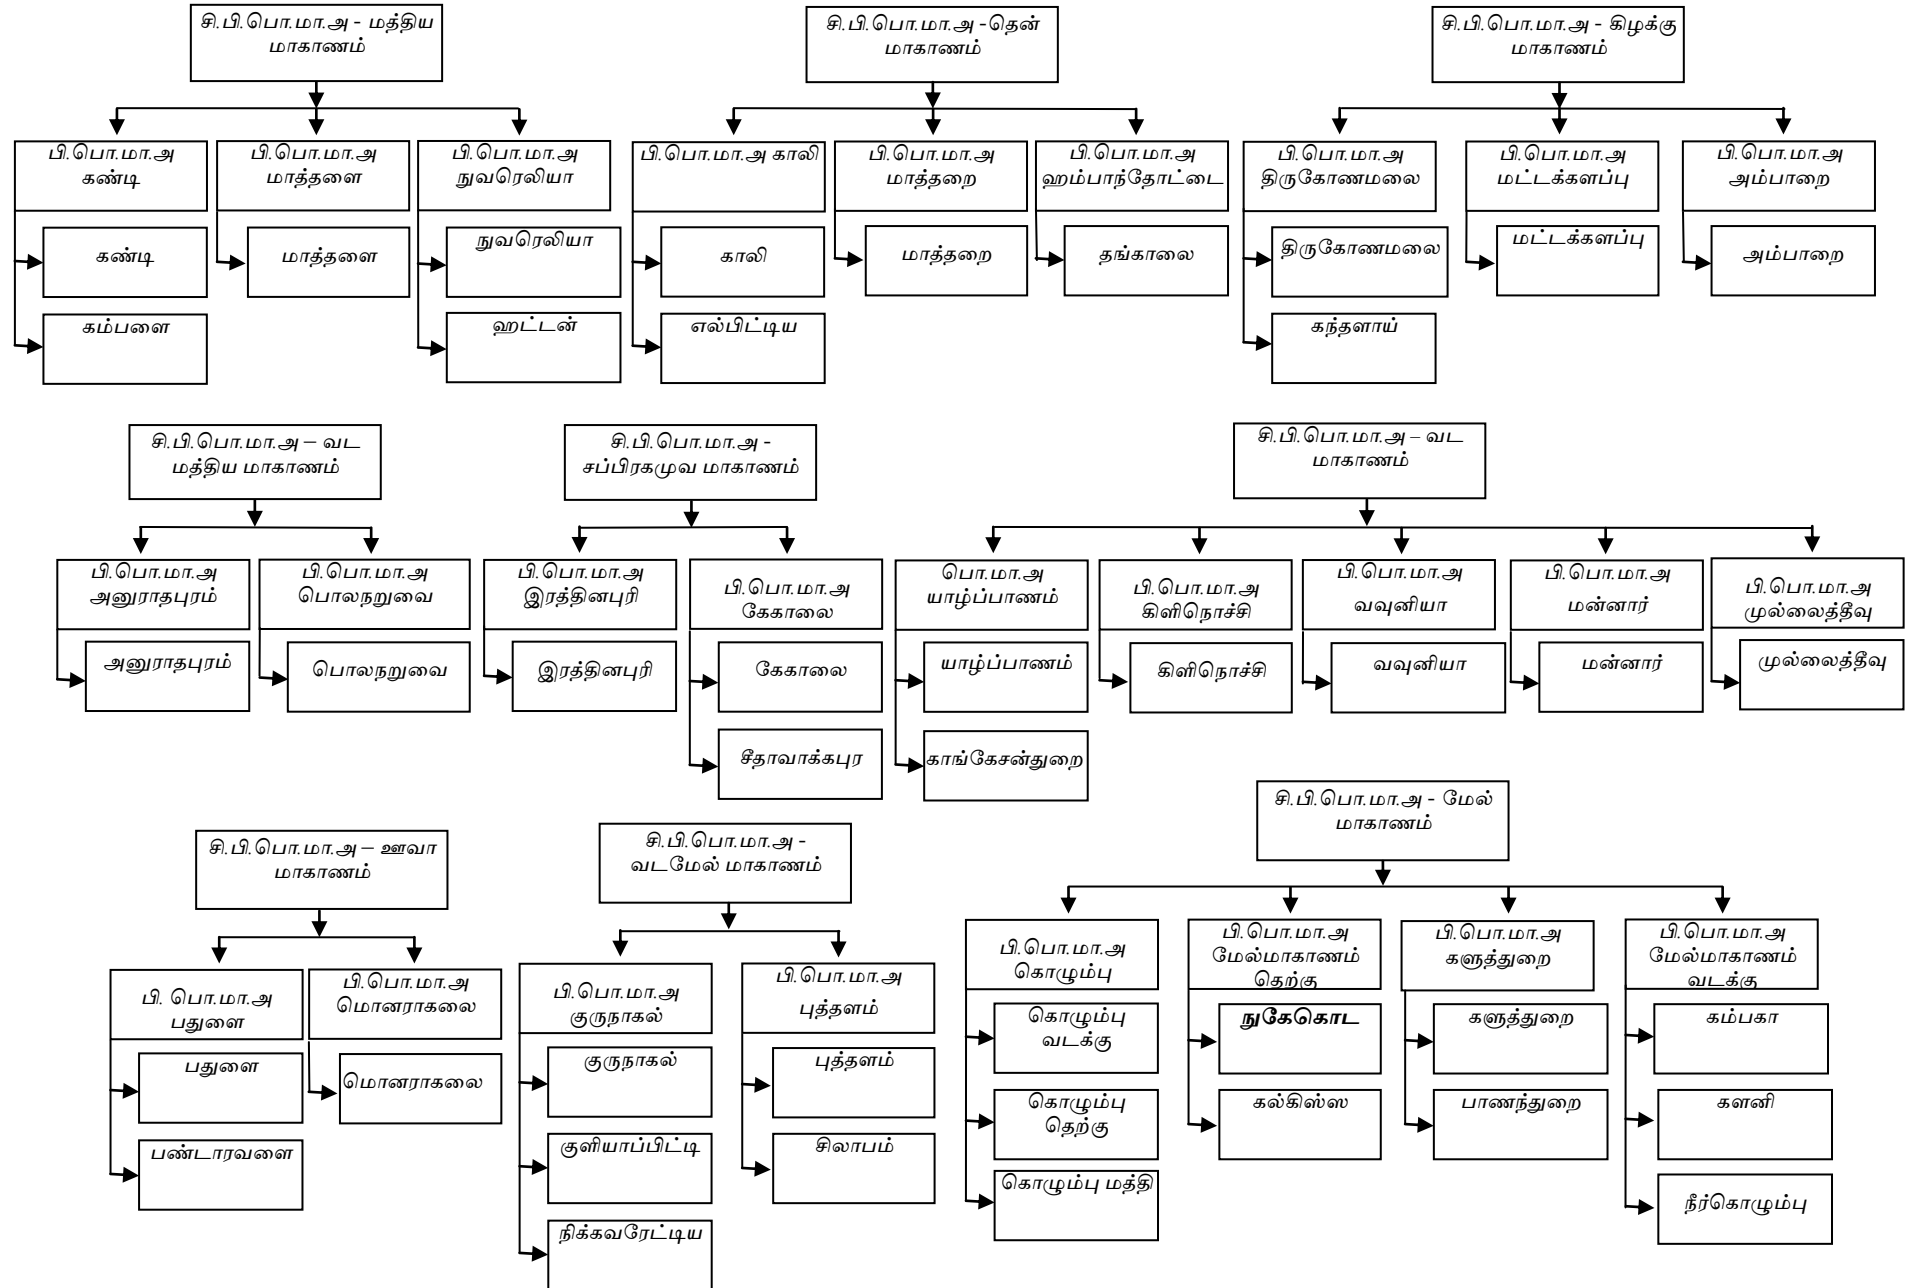 சி.பி.பொ.மா.அ - மத்திய
மாகாணம்
பி.பொ.மா.அ
கண்டி
பி.பொ.மா.அ
மாத்தளை
பி.பொ.மா.அ
நுவரெலியா
கண்டி
கம்பளை
மாத்தளை
நுவரெலியா
ஹட்டன்
சி.பி.பொ.மா.அ -தென்
மாகாணம்
பி.பொ.மா.அ காலி
பி.பொ.மா.அ
மாத்தறை
பி.பொ.மா.அ
ஹம்பாந்தோட்டை
காலி
எல்பிட்டிய
மாத்தறை
தங்காலை
சி.பி.பொ.மா.அ - கிழக்கு
மாகாணம்
பி.பொ.மா.அ
திருகோணமலை
பி.பொ.மா.அ
மட்டக்களப்பு
பி.பொ.மா.அ
அம்பாறை
திருகோணமலை
கந்தளாய்
மட்டக்களப்பு
அம்பாறை
சி.பி.பொ.மா.அ – வட
மத்திய மாகாணம்
பி.பொ.மா.அ
அனுராதபுரம்
பி.பொ.மா.அ
பொலநறுவை
அனுராதபுரம்
பொலநறுவை
சி.பி.பொ.மா.அ -
சப்பிரகமுவ மாகாணம்
பி.பொ.மா.அ
இரத்தினபுரி
பி.பொ.மா.அ
கேகாலை
இரத்தினபுரி
கேகாலை
சீதாவாக்கபுர
சி.பி.பொ.மா.அ – வட
மாகாணம்
பொ.மா.அ
யாழ்ப்பாணம்
பி.பொ.மா.அ
கிளிநொச்சி
பி.பொ.மா.அ
வவுனியா
பி.பொ.மா.அ
மன்னார்
பி.பொ.மா.அ
முல்லைத்தீவு
யாழ்ப்பாணம்
காங்கேசன்துறை
கிளிநொச்சி
வவுனியா
மன்னார்
முல்லைத்தீவு
சி.பி.பொ.மா.அ – ஊவா
மாகாணம்
பி. பொ.மா.அ
பதுளை
பி.பொ.மா.அ
மொனராகலை
பதுளை
பண்டாரவளை
மொனராகலை
சி.பி.பொ.மா.அ -
வடமேல் மாகாணம்
பி.பொ.மா.அ
குருநாகல்
பி.பொ.மா.அ
புத்தளம்
குருநாகல்
குளியாப்பிட்டி
நிக்கவரேட்டிய
புத்தளம்
சிலாபம்
சி.பி.பொ.மா.அ - மேல்
மாகாணம்
பி.பொ.மா.அ
கொழும்பு
பி.பொ.மா.அ
மேல்மாகாணம்
தெற்கு
பி.பொ.மா.அ
களுத்துறை
பி.பொ.மா.அ
மேல்மாகாணம்
வடக்கு
கொழும்பு
வடக்கு
கொழும்பு
தெற்கு
கொழும்பு மத்தி
நுகேகொட
கல்கிஸ்ஸ
களுத்துறை
பாணந்துறை
கம்பகா
களனி
நீர்கொழும்பு